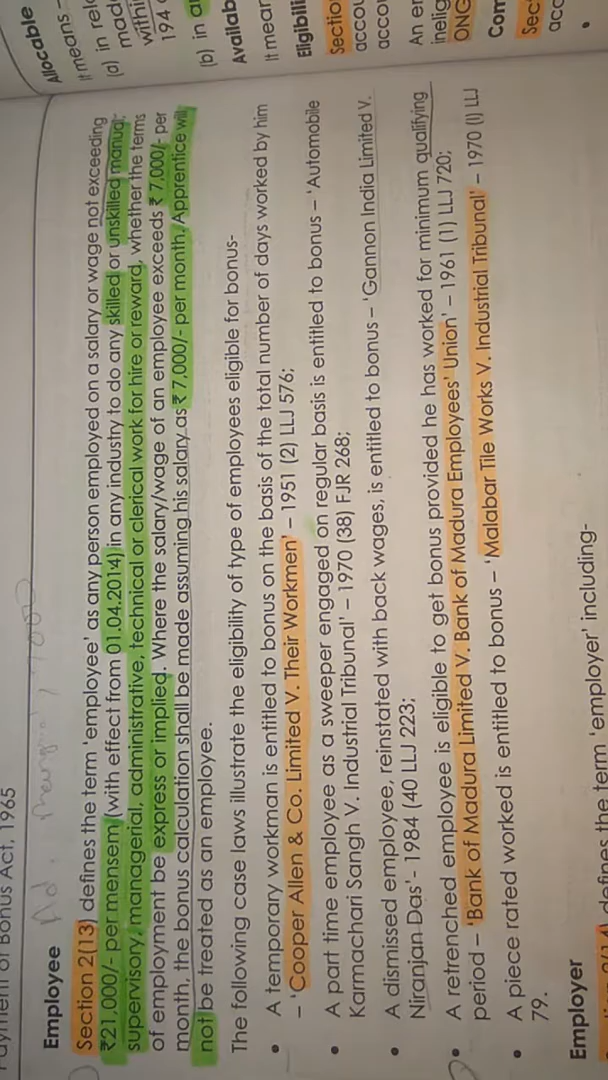 Bonus Act, 1965
Employee
Section 2(13) defines the term 'employee' as any person employed on a salary or wage not exceeding
₹21,000/- per mensem (with effect from 01.04.2014) in any industry to do any skilled or unskilled manual,
supervisory, managerial, administrative, technical or clerical work for hire or reward, whether the terms
of employment be express or implied. Where the salary/wage of an employee exceeds ₹ 7,000/- per
month, the bonus calculation shall be made assuming his salary as ₹ 7,000/- per month. Apprentice will
not be treated as an employee.
The following case laws illustrate the eligibility of type of employees eligible for bonus-
• A temporary workman is entitled to bonus on the basis of the total number of days worked by him
– 'Cooper Allen & Co. Limited V. Their Workmen' – 1951 (2) LLJ 576;
• A part time employee as a sweeper engaged on regular basis is entitled to bonus – 'Automobile
Karmachari Sangh V. Industrial Tribunal' – 1970 (38) FJR 268;
• A dismissed employee, reinstated with back wages, is entitled to bonus – 'Gannon India Limited V.
Niranjan Das'- 1984 (40 LLJ 223;
• A retrenched employee is eligible to get bonus provided he has worked for minimum qualifying
period – 'Bank of Madura Limited V. Bank of Madura Employees' Union' – 1961 (1) LLJ 720;
• A piece rated worked is entitled to bonus – 'Malabar Tile Works V. Industrial Tribunal' – 1970 (I) LLJ
79.
Employer
defines the term 'employer' including-
Allocable
It means –
(a) in
194
(b) in
It mean
Section
accou
accou
An
ineli
ONG
Com
Sec
acc
•